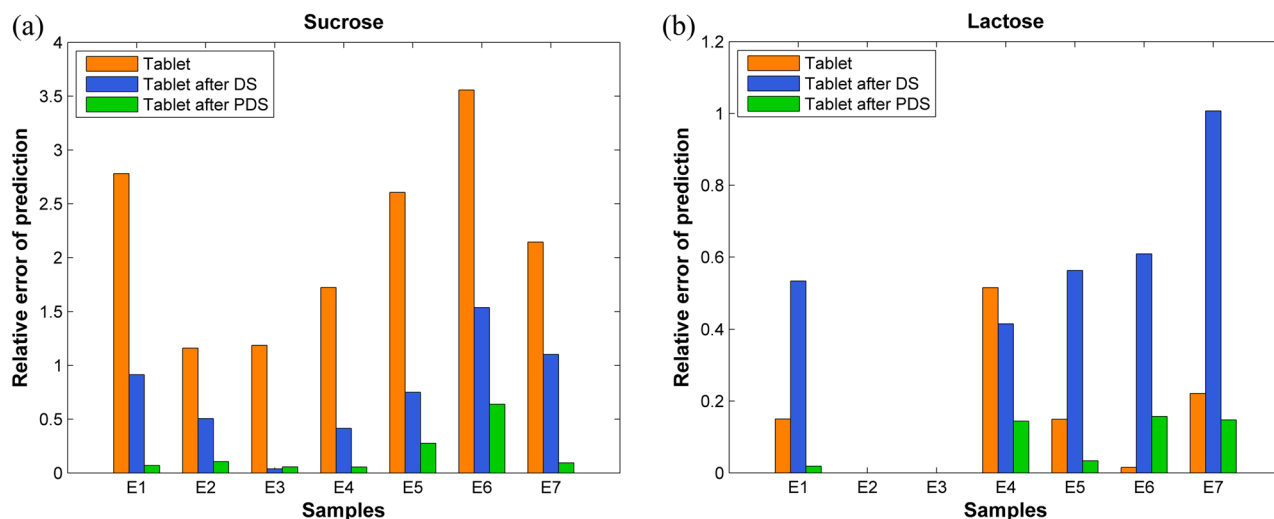 (a)
Sucrose
Tablet
Tablet after DS
Tablet after PDS
Relative error of prediction
4
3.5
3
2.5
2
1.5
1
0.5
0
E1 E2 E3 E4 E5 E6 E7
Samples
(b)
Lactose
Tablet
Tablet after DS
Tablet after PDS
Relative error of prediction
1.2
1
0.8
0.6
0.4
0.2
0
E1 E2 E3 E4 E5 E6 E7
Samples